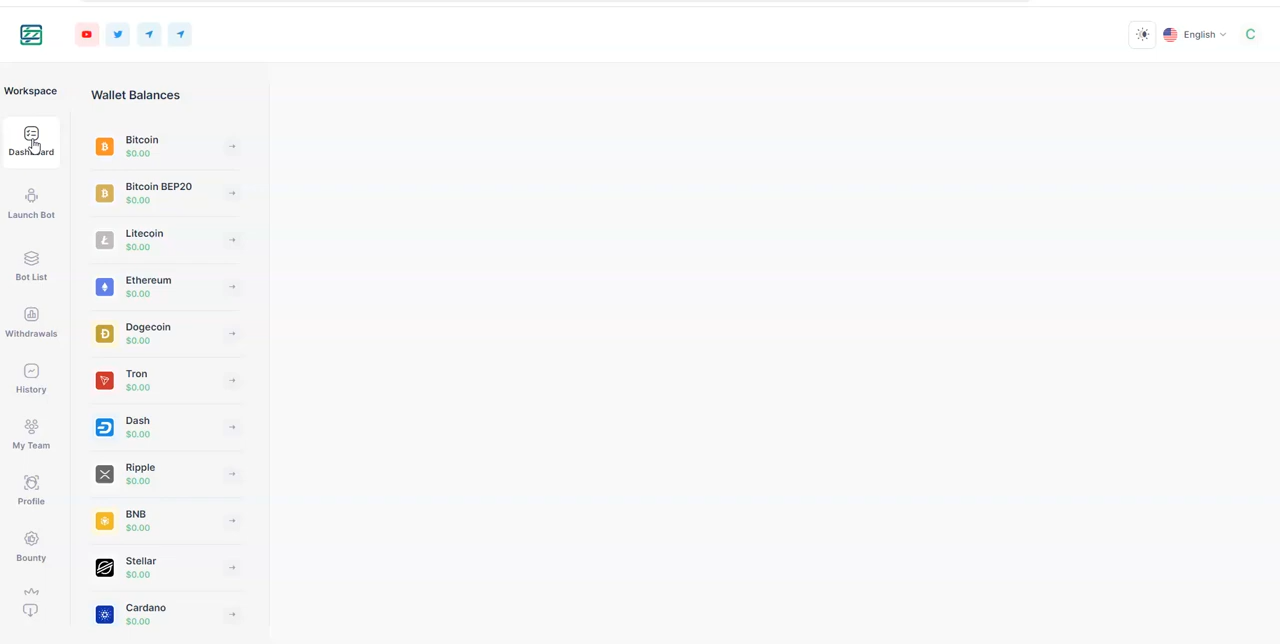 English
C
Workspace
Dashboard
Launch Bot
Bot List
Withdrawals
History
My Team
Profile
Bounty
Wallet Balances
Bitcoin
$0.00
Bitcoin BEP20
$0.00
Litecoin
$0.00
Ethereum
$0.00
Dogecoin
$0.00
Tron
$0.00
Dash
$0.00
Ripple
$0.00
BNB
$0.00
Stellar
$0.00
Cardano
$0.00